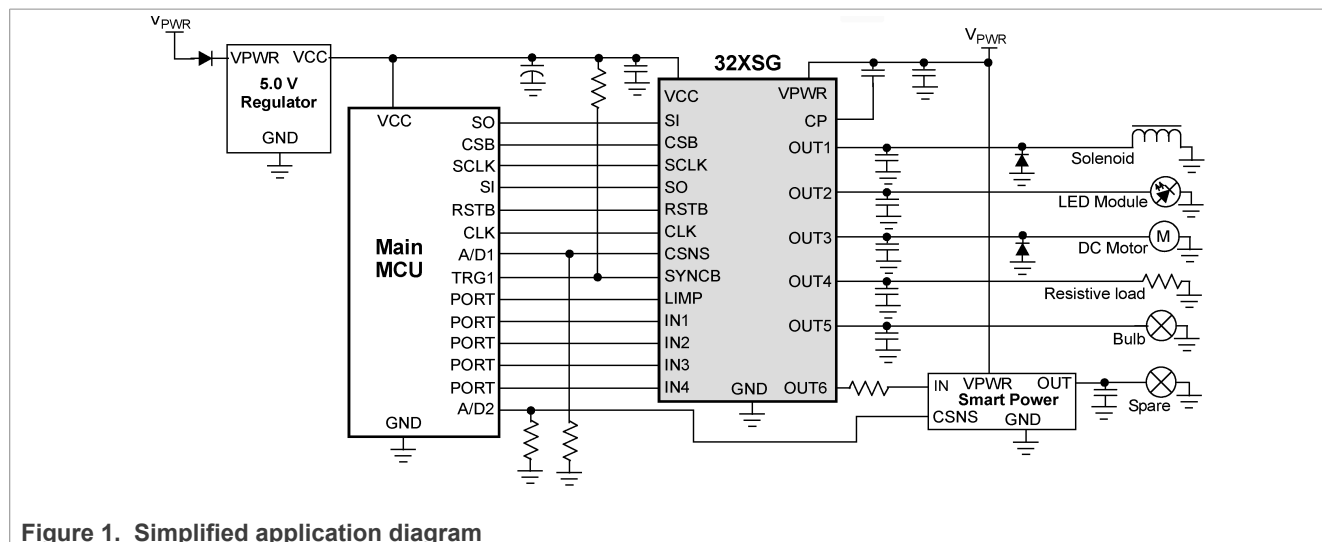 VPWR
VPWR VCC
5.0 V
Regulator
GND
VCC
SO
CSB
SCLK
SI
RSTB
CLK
A/D1
TRG1
PORT
PORT
PORT
PORT
PORT
A/D2
Main
MCU
GND
32XSG
VCC
SI
CSB
SCLK
SO
RSTB
CLK
CSNS
SYNCB
LIMP
IN1
IN2
IN3
IN4
GND
VPWR
CP
OUT1
OUT2
OUT3
OUT4
OUT5
OUT6
VPWR
Solenoid
LED Module
DC Motor
M
Resistive load
Bulb
IN VPWR OUT
Smart Power
CSNS GND
Spare
Figure 1. Simplified application diagram